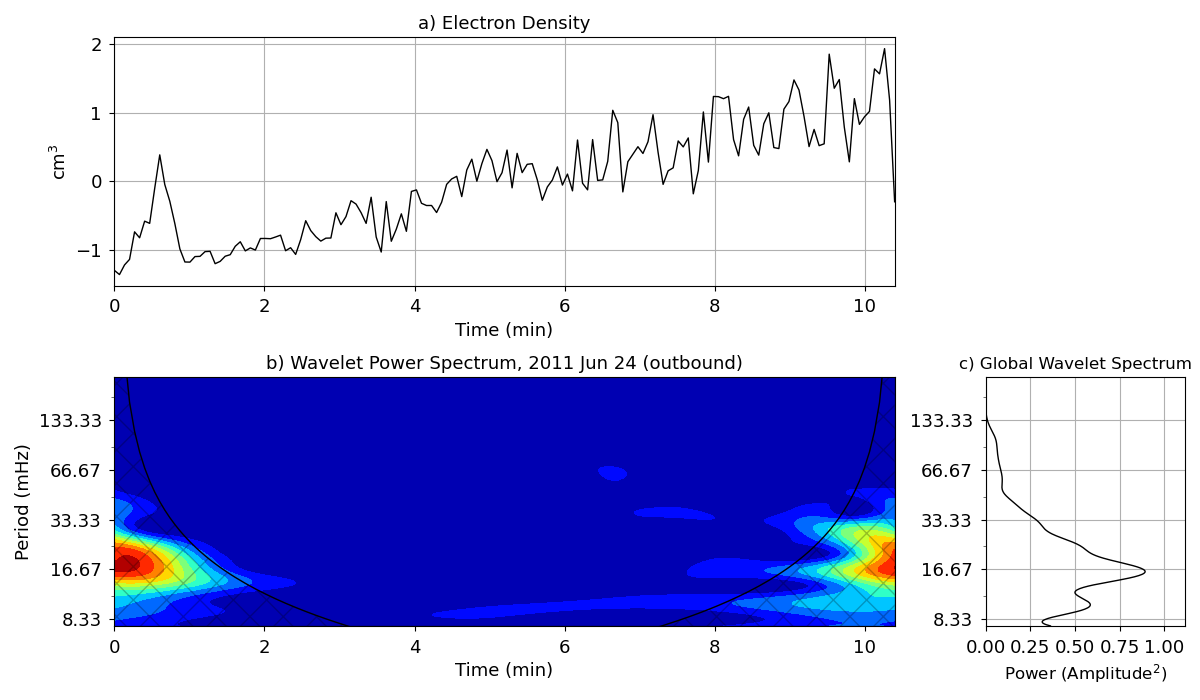 a) Electron Density
2
1
0
−1
cm³
0 2 4 6 8 10
Time (min)
b) Wavelet Power Spectrum, 2011 Jun 24 (outbound)
133.33
66.67
33.33
16.67
8.33
Period (mHz)
0 2 4 6 8 10
Time (min)
c) Global Wavelet Spectrum
133.33
66.67
33.33
16.67
8.33
0.00 0.25 0.50 0.75 1.00
Power (Amplitude²)